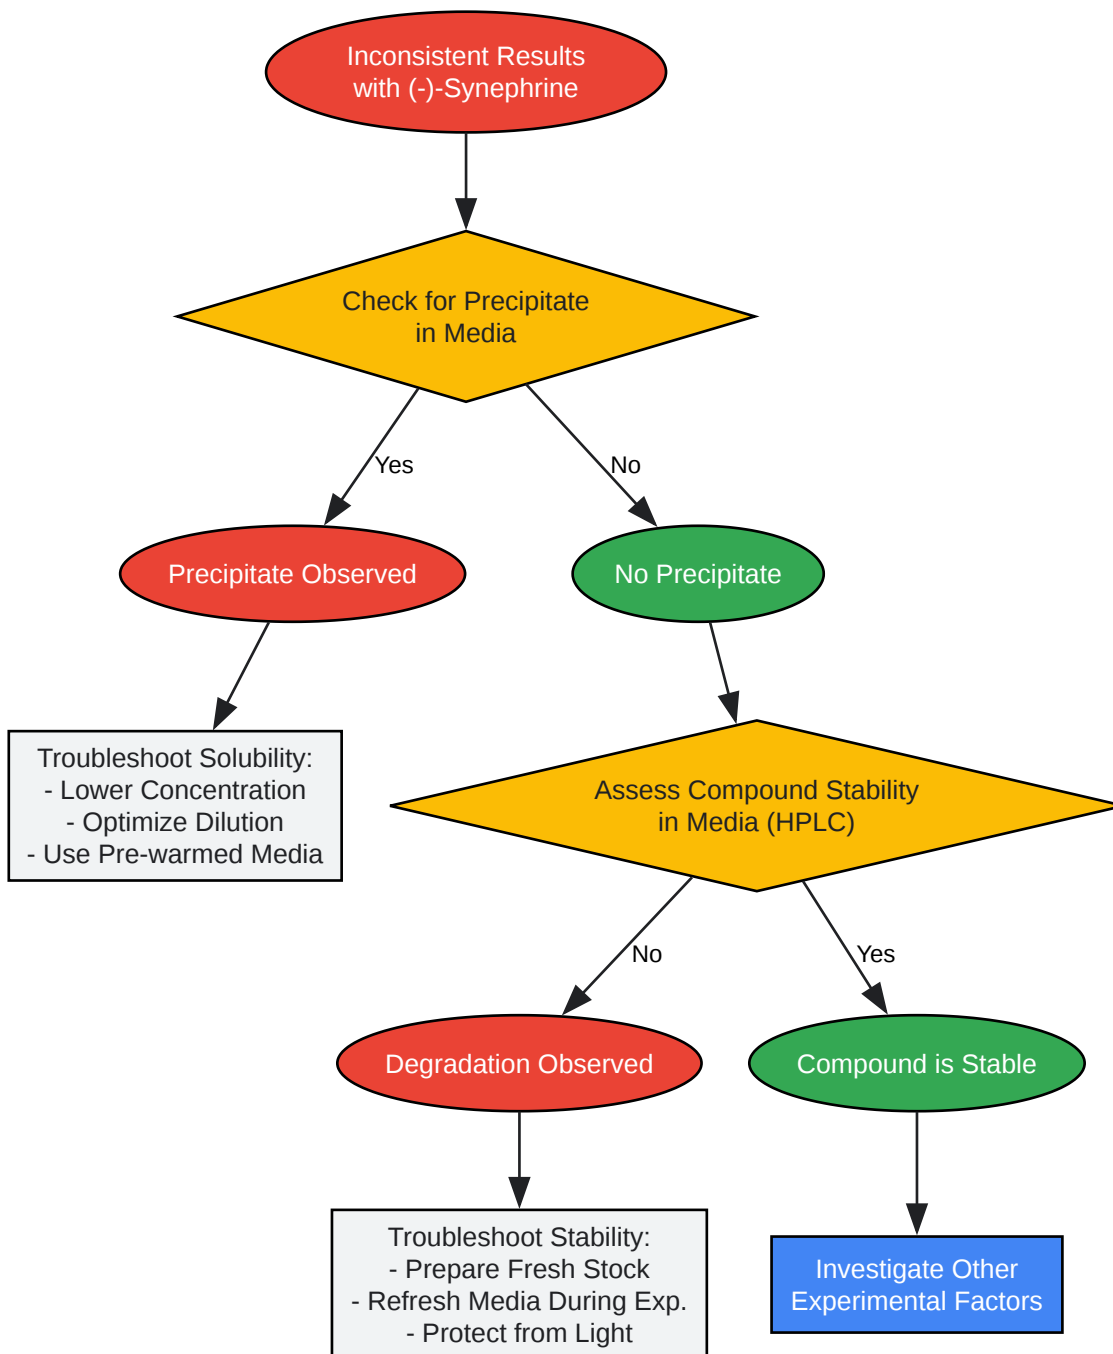 Inconsistent Results
with (-)-Synephrine
Check for Precipitate
in Media
Yes
No
Precipitate Observed
No Precipitate
Troubleshoot Solubility:
- Lower Concentration
- Optimize Dilution
- Use Pre-warmed Media
Assess Compound Stability
in Media (HPLC)
No
Yes
Degradation Observed
Compound is Stable
Troubleshoot Stability:
- Prepare Fresh Stock
- Refresh Media During Exp.
- Protect from Light
Investigate Other
Experimental Factors